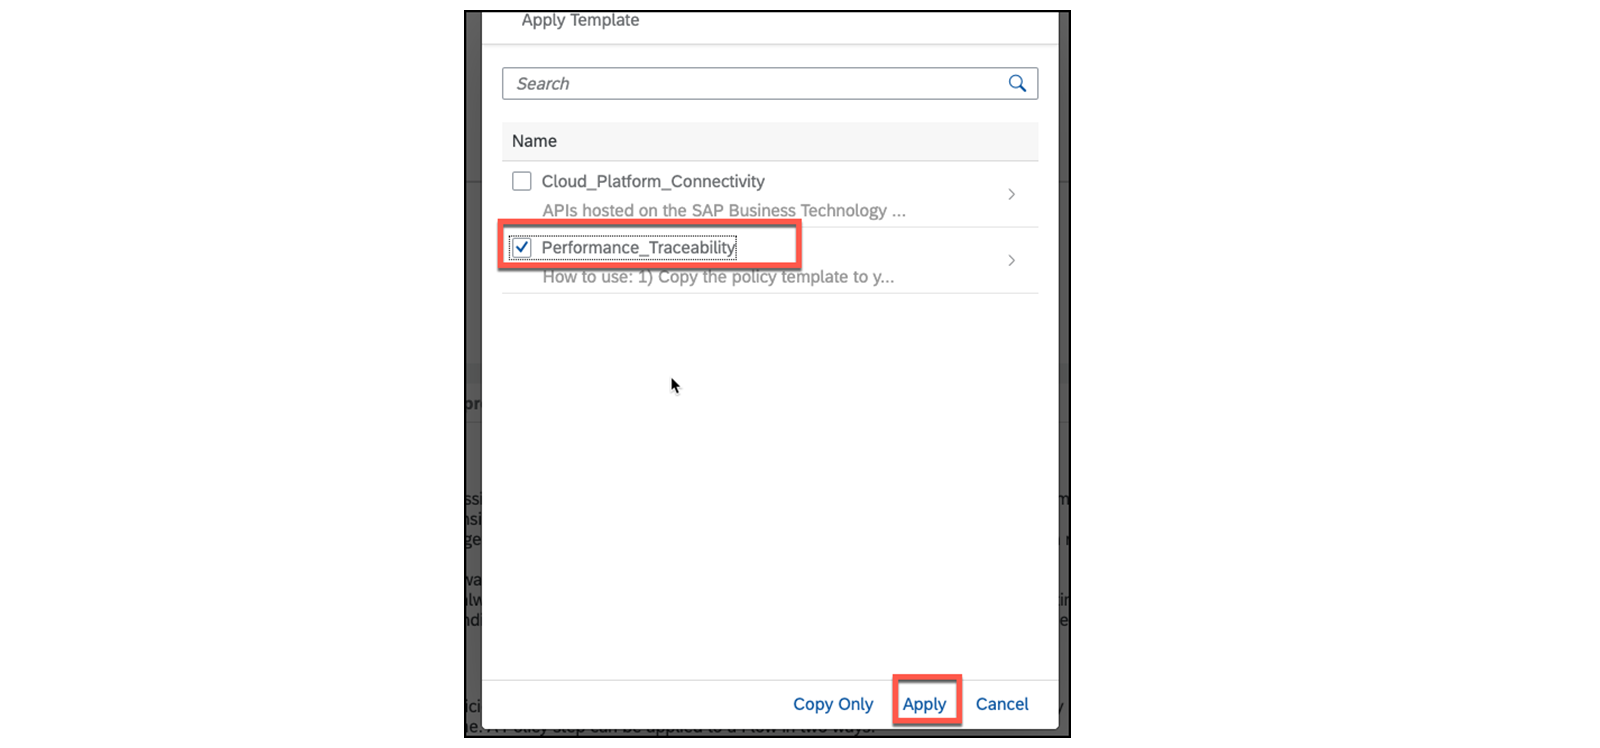 Apply Template
Search
Name
Cloud_Platform_Connectivity
APIs hosted on the SAP Business Technology ...
Performance_Traceability
How to use: 1) Copy the policy template to y...
Copy Only
Apply
Cancel